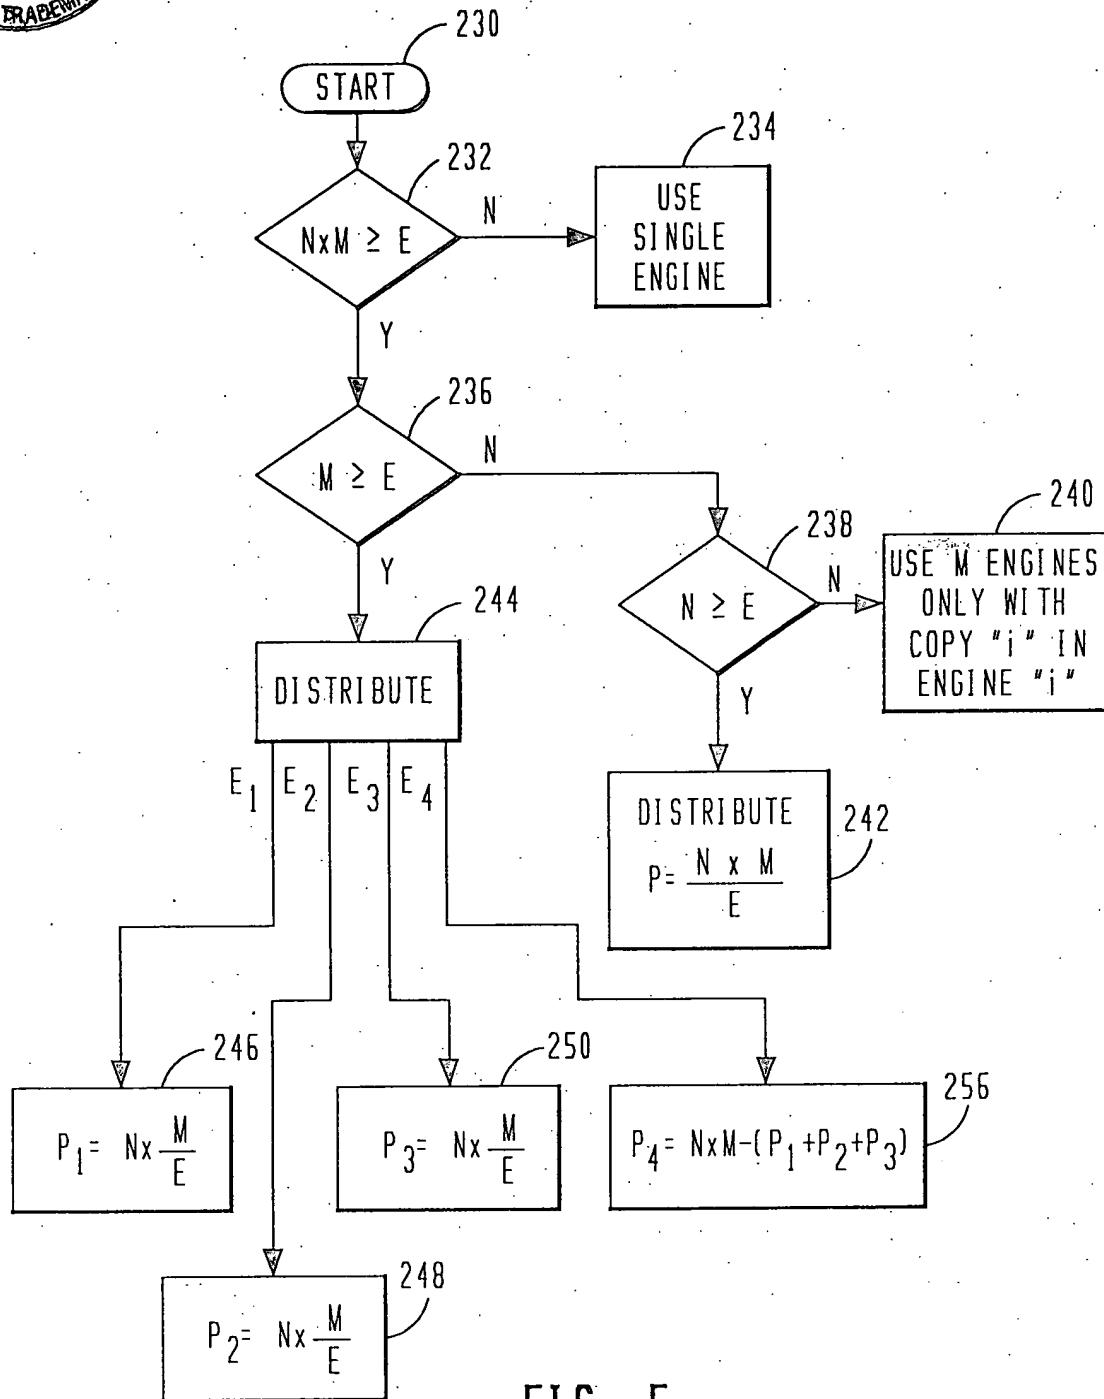 TRADEM
230
START
232
NxM ≥ E
N
234
USE
SINGLE
ENGINE
Y
236
M ≥ E
N
238
N ≥ E
N
240
USE M ENGINES
ONLY WITH
COPY "i" IN
ENGINE "i"
Y
244
DISTRIBUTE
Y
E1 E2 E3 E4
DISTRIBUTE
P= N x M
E
242
246
P1= Nx M
E
250
P3= Nx M
E
256
P4= NxM-(P1+P2+P3)
248
P2= Nx M
E